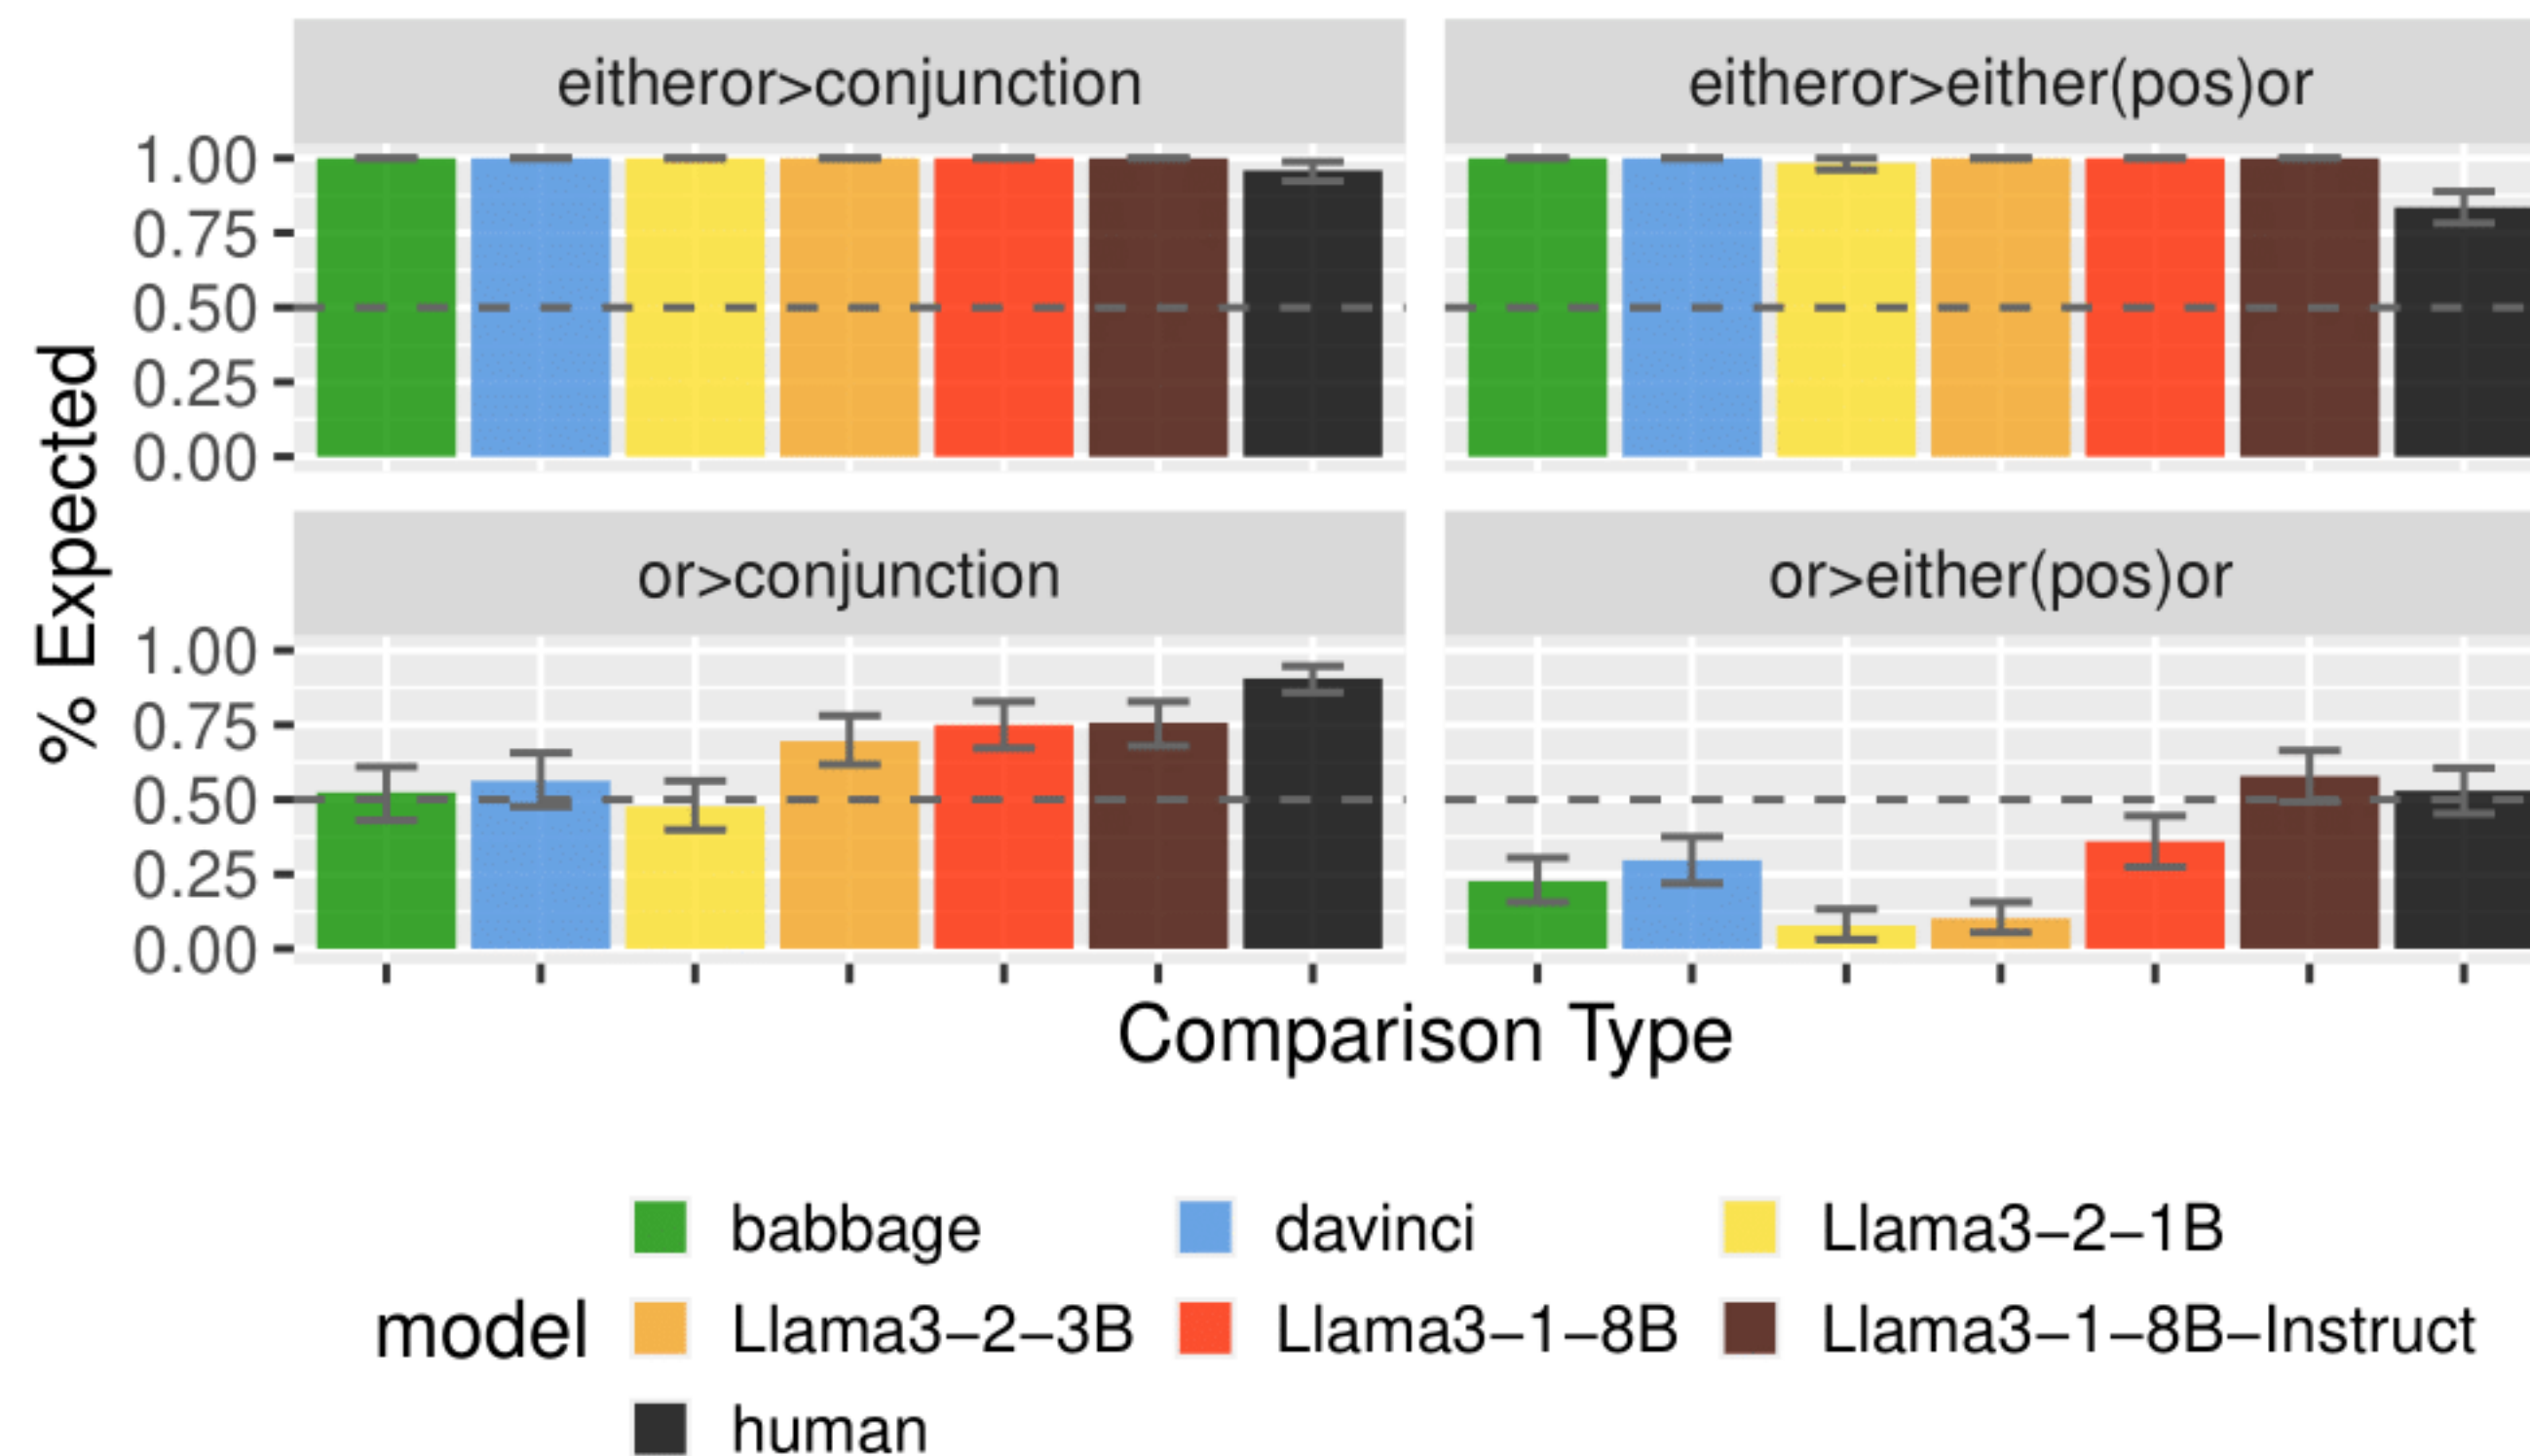 eitheror>conjunction
eitheror>either(pos)or
1.00
0.75
0.50
0.25
0.00
% Expected
or>conjunction
or>either(pos)or
1.00
0.75
0.50
0.25
0.00
Comparison Type
model
babbage
davinci
Llama3−2−1B
Llama3−2−3B
Llama3−1−8B
Llama3−1−8B−Instruct
human